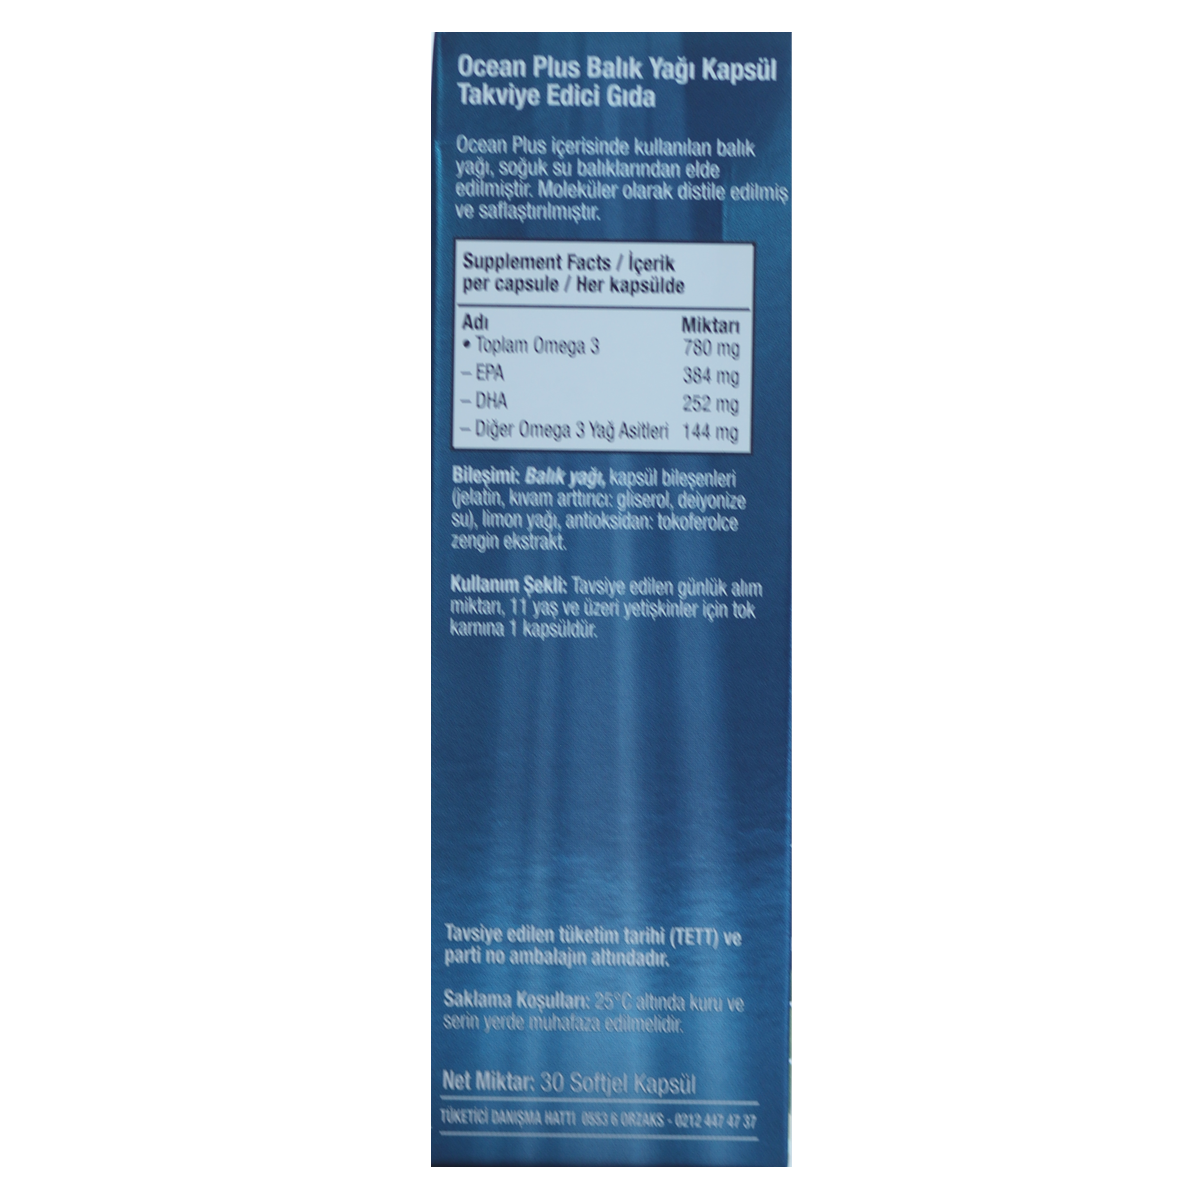 Ocean Plus Balık Yağı Kapsül
Takviye Edici Gıda
Ocean Plus içerisinde kullanılan balık
yağı, soğuk su balıklarından elde
edilmiştir. Moleküler olarak distile edilmiş
ve saflaştırılmıştır.
Supplement Facts / İçerik
per capsule / Her kapsülde
Adı Miktarı
• Toplam Omega 3 780 mg
– EPA 384 mg
– DHA 252 mg
– Diğer Omega 3 Yağ Asitleri 144 mg
Bileşimi: Balık yağı, kapsül bileşenleri
(jelatin, kıvam arttırıcı: gliserol, deiyonize
su), limon yağı, antioksidan: tokoferolce
zengin ekstrakt.
Kullanım Şekli: Tavsiye edilen günlük alım
miktarı, 11 yaş ve üzeri yetişkinler için tok
karnına 1 kapsüldür.
Tavsiye edilen tüketim tarihi (TETT) ve
parti no ambalajın altındadır.
Saklama Koşulları: 25°C altında kuru ve
serin yerde muhafaza edilmelidir.
Net Miktar: 30 Softjel Kapsül
TÜKETİCİ DANIŞMA HATTI 0553 6 ORZAKS - 0212 447 47 37